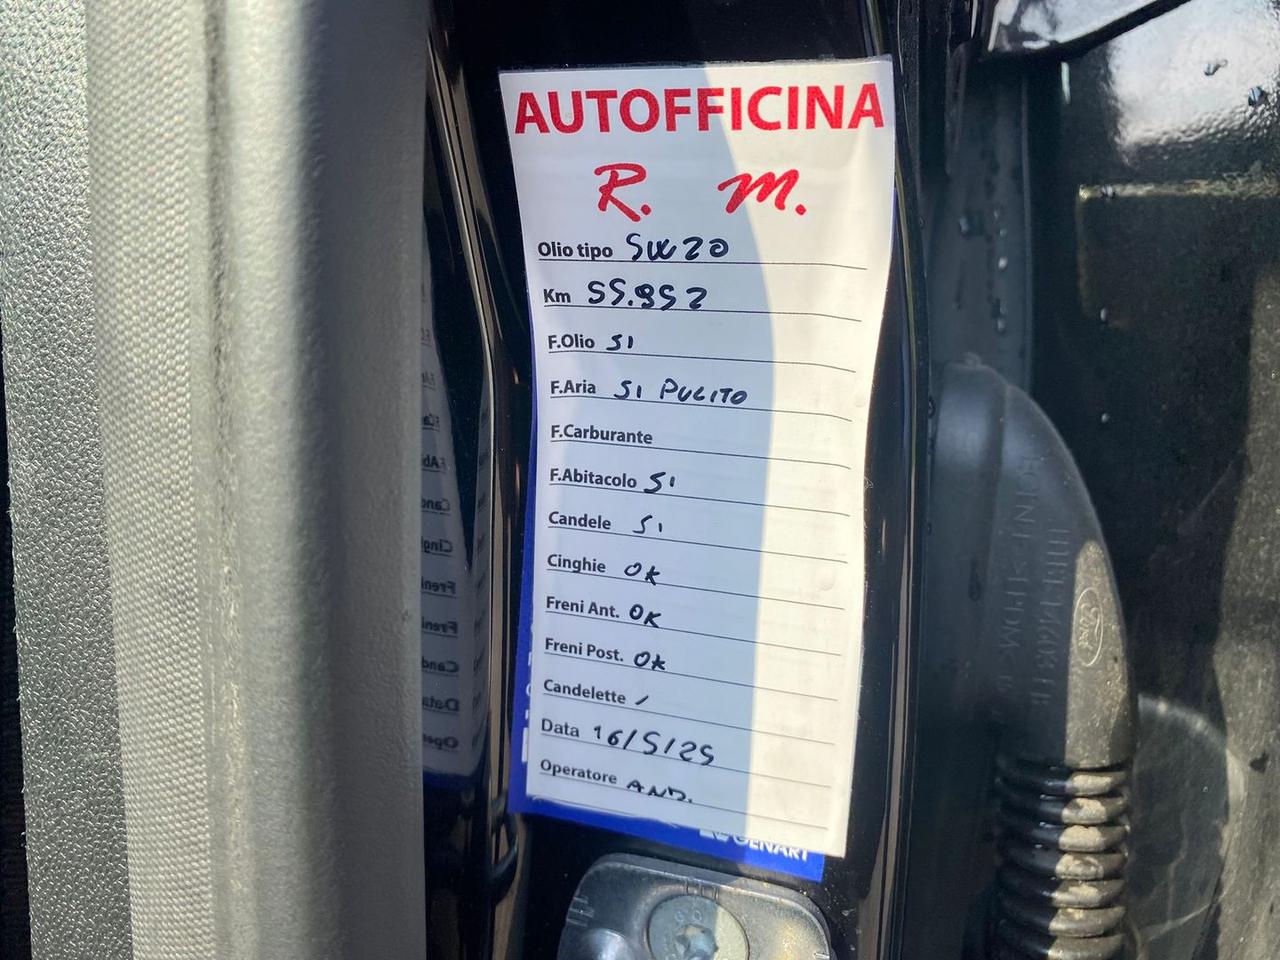 AUTOFFICINA
R. M.
Olio tipo 5W20
Km 55.952
F.Olio SI
F.Aria SI PULITO
F.Carburante
F.Abitacolo SI
Candele SI
Cinghie OK
Freni Ant. OK
Freni Post. OK
Candelette /
Data 16/5/25
Operatore AND.